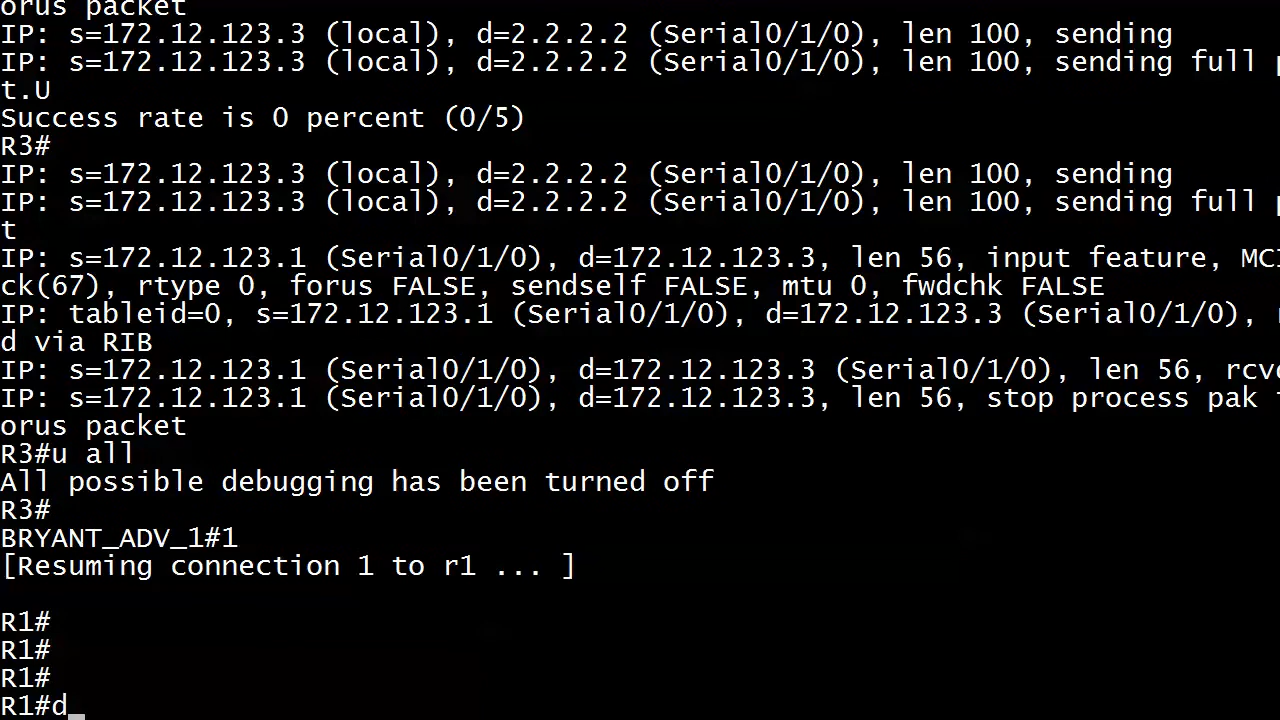 orus packet
IP: s=172.12.123.3 (local), d=2.2.2.2 (Serial0/1/0), len 100, sending
IP: s=172.12.123.3 (local), d=2.2.2.2 (Serial0/1/0), len 100, sending full
t.U
Success rate is 0 percent (0/5)
R3#
IP: s=172.12.123.3 (local), d=2.2.2.2 (Serial0/1/0), len 100, sending
IP: s=172.12.123.3 (local), d=2.2.2.2 (Serial0/1/0), len 100, sending full
t
IP: s=172.12.123.1 (Serial0/1/0), d=172.12.123.3, len 56, input feature, MCI
ck(67), rtype 0, forus FALSE, sendself FALSE, mtu 0, fwdchk FALSE
IP: tableid=0, s=172.12.123.1 (Serial0/1/0), d=172.12.123.3 (Serial0/1/0),
d via RIB
IP: s=172.12.123.1 (Serial0/1/0), d=172.12.123.3 (Serial0/1/0), len 56, rcvd
IP: s=172.12.123.1 (Serial0/1/0), d=172.12.123.3, len 56, stop process pak
orus packet
R3#u all
All possible debugging has been turned off
R3#
BRYANT_ADV_1#1
[Resuming connection 1 to r1 ... ]
R1#
R1#
R1#
R1#d